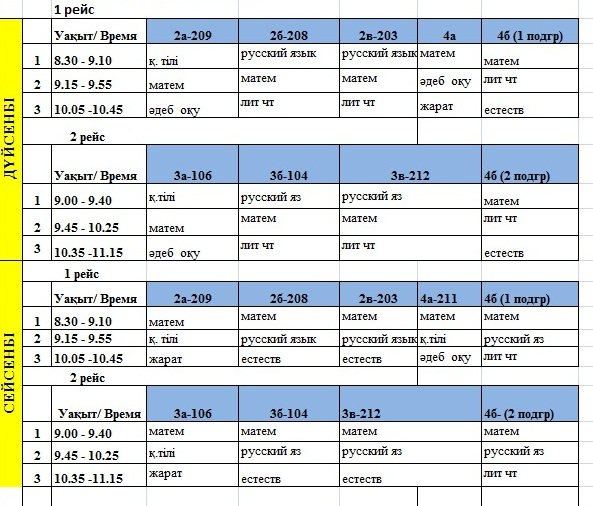 1 рейс
Уақыт/ Время 2а-209 2б-208 2в-203 4а 4б (1 подгр)
1 8.30 - 9.10 қ. тілі русский язык русский язык матем матем
2 9.15 - 9.55 матем матем матем әдеб оқу лит чт
3 10.05 -10.45 әдеб оқу лит чт лит чт жарат естеств
ДҮЙСЕНБІ
2 рейс
Уақыт/ Время 3а-106 3б-104 3в-212 4б (2 подгр)
1 9.00 - 9.40 қ.тілі русский яз русский яз матем
2 9.45 - 10.25 матем матем матем лит чт
3 10.35 -11.15 әдеб оқу лит чт лит чт естеств
1 рейс
Уақыт/ Время 2а-209 2б-208 2в-203 4а-211 4б (1 подгр)
1 8.30 - 9.10 матем матем матем матем матем
2 9.15 - 9.55 қ. тілі русский язык русский язык қ.тілі русский яз
3 10.05 - 10.45 жарат естеств естеств әдеб оқу лит чт
СЕЙСЕНБІ
2 рейс
Уақыт/ Время 3а-106 3б-104 3в-212 4б- (2 подгр)
1 9.00 - 9.40 матем матем матем матем
2 9.45 - 10.25 қ.тілі русский яз русский яз русский яз
3 10.35 -11.15 жарат естеств естеств лит чт